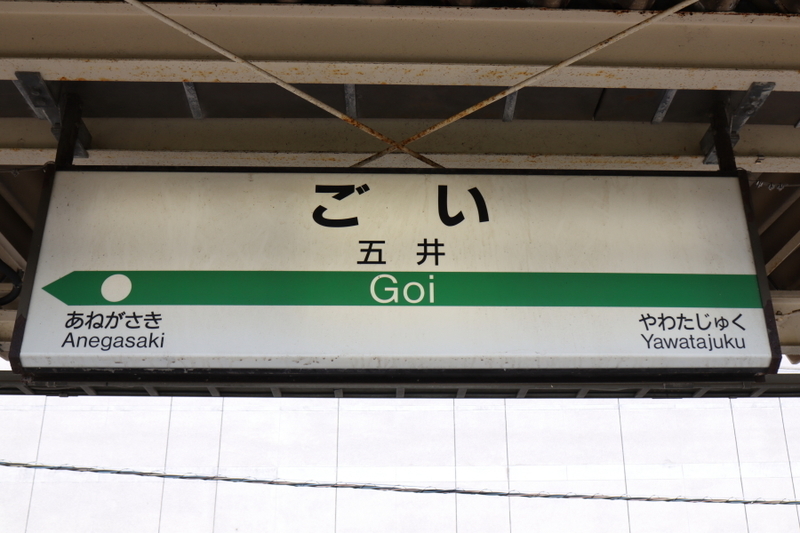 ごい
五井
Goi
あねがさき
Anegasaki
やわたじゅく
Yawatajuku